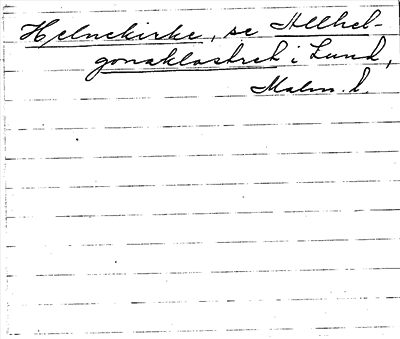 Helnekirke, se Allhel-
gonaklostret i Lund,
Malm. l.